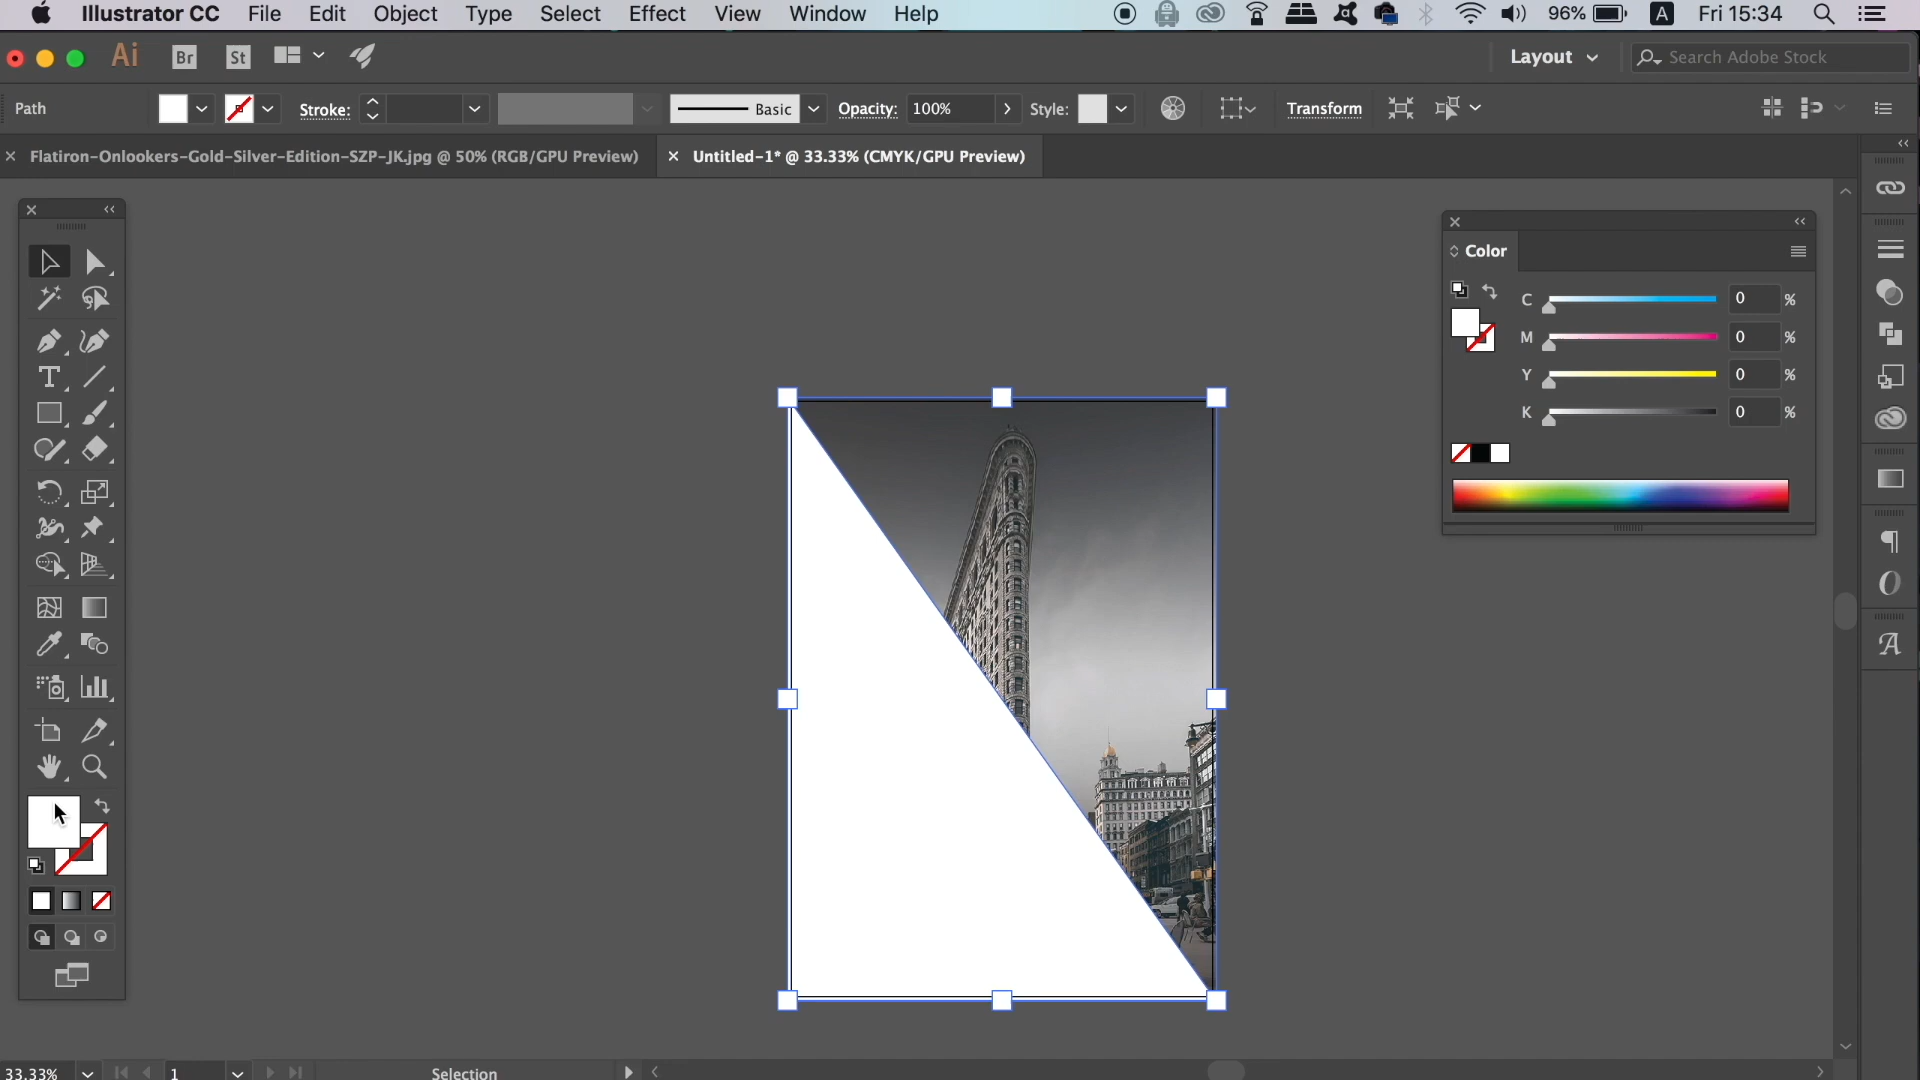 Illustrator CC File Edit Object Type Select Effect View Window Help 96% A Fri 15:34
Ai Br St Layout Search Adobe Stock
Path Stroke: Basic Opacity: 100% Style: Transform
Flatiron-Onlookers-Gold-Silver-Edition-SZP-JK.jpg @ 50% (RGB/GPU Preview) Untitled-1* @ 33.33% (CMYK/GPU Preview)
Color
C 0 %
M 0 %
Y 0 %
K 0 %
33.33% 1 Selection